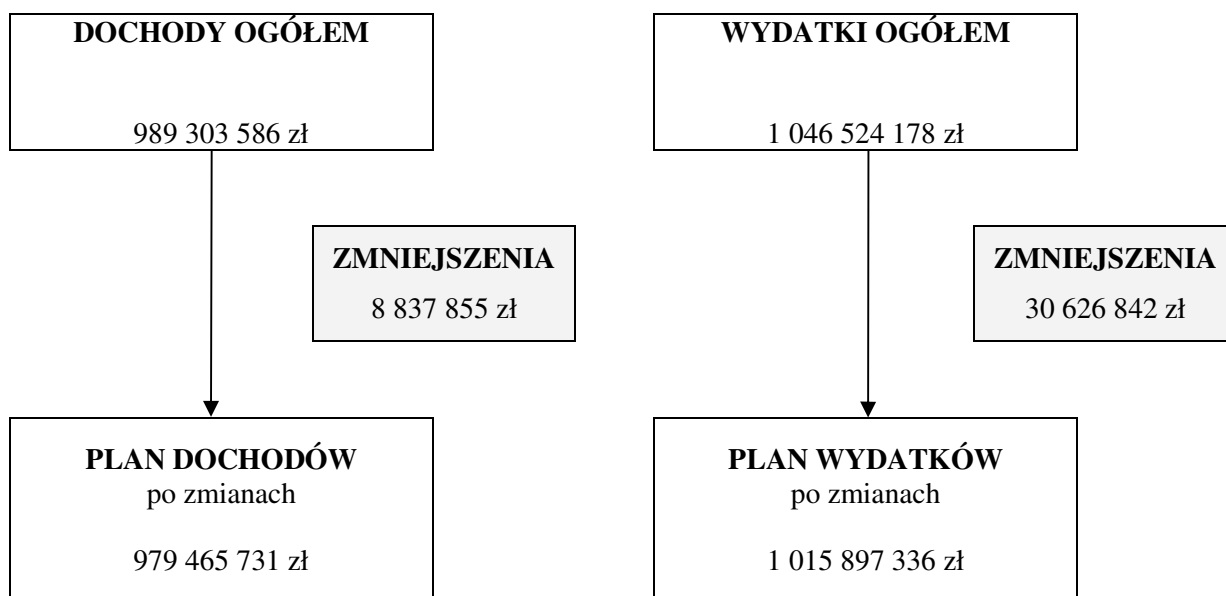 DOCHODY OGÓŁEM
989 303 586 zł
WYDATKI OGÓŁEM
1 046 524 178 zł
ZMNIEJSZENIA
8 837 855 zł
ZMNIEJSZENIA
30 626 842 zł
PLAN DOCHODÓW
po zmianach
979 465 731 zł
PLAN WYDATKÓW
po zmianach
1 015 897 336 zł